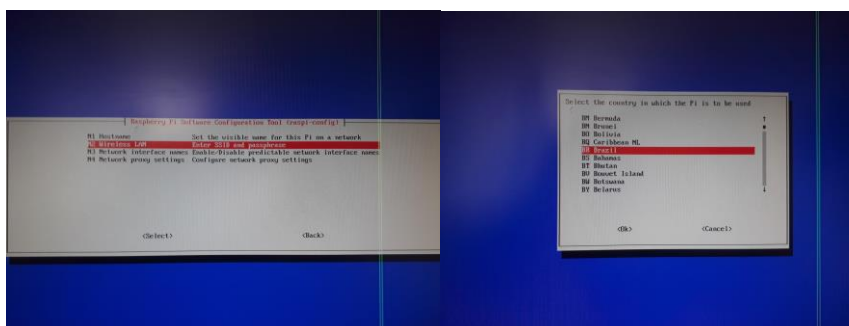 Raspberry Pi Software Configuration Tool (raspi-config)
N1 Hostname Set the visible name for this Pi on a network
N2 Wireless LAN Enter SSID and passphrase
N3 Network interface names Enable/Disable predictable network interface names
N4 Network proxy settings Configure network proxy settings
<Select> <Back>
Select the country in which the Pi is to be used
BM Bermuda
BN Brunei
BO Bolivia
BQ Caribbean NL
BR Brazil
BS Bahamas
BT Bhutan
BV Bouvet Island
BW Botswana
BY Belarus
<Ok> <Cancel>